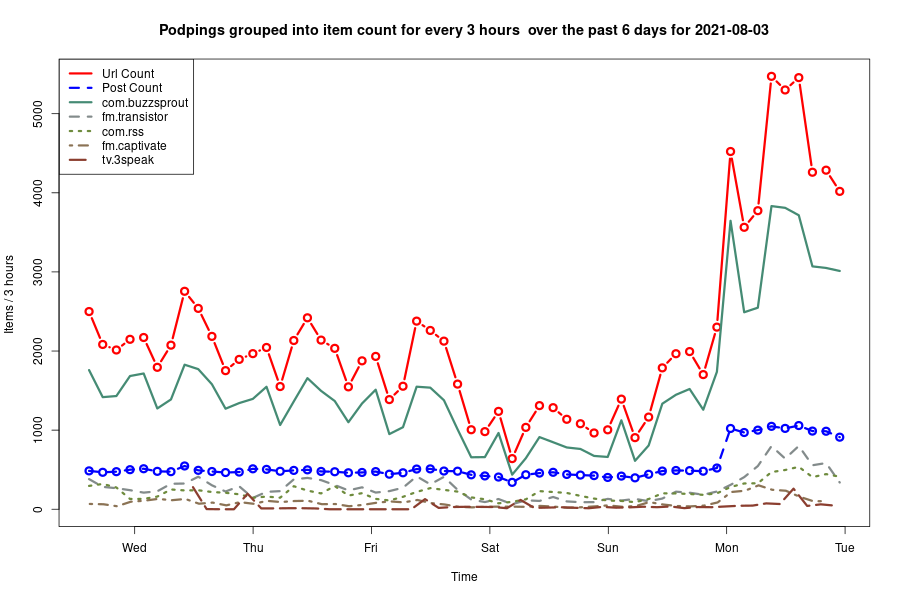 Podpings grouped into item count for every 3 hours  over the past 6 days for 2021-08-03
Url Count
Post Count
com.buzzsprout
fm.transistor
com.rss
fm.captivate
tv.3speak
Items / 3 hours
5000
4000
3000
2000
1000
0
Wed Thu Fri Sat Sun Mon Tue
Time